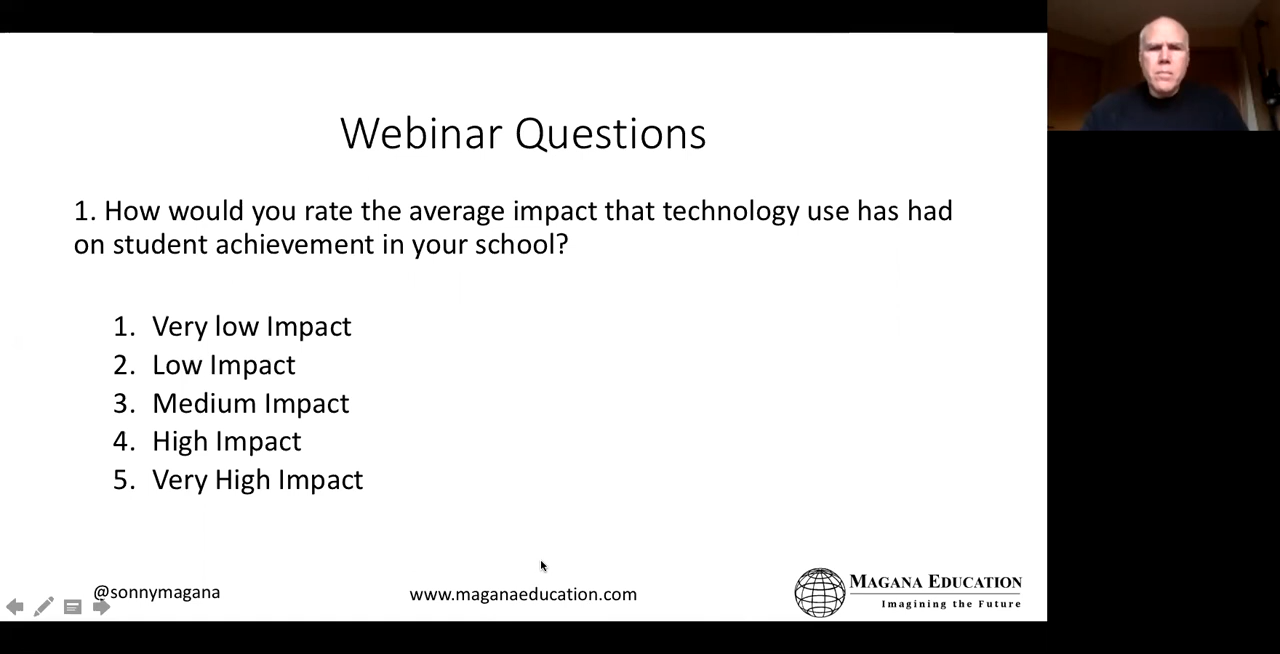 Webinar Questions
1. How would you rate the average impact that technology use has had
on student achievement in your school?
1. Very low Impact
2. Low Impact
3. Medium Impact
4. High Impact
5. Very High Impact
@sonnymagana
www.maganaeducation.com
MAGANA EDUCATION
Imagining the Future